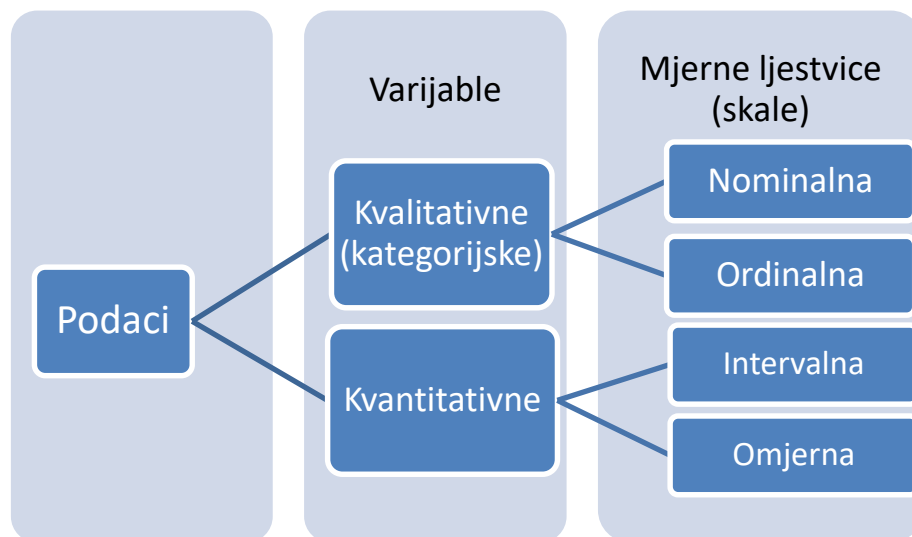 Varijable
Mjerne ljestvice
(skale)
Podaci
Kvalitativne
(kategorijske)
Kvantitativne
Nominalna
Ordinalna
Intervalna
Omjerna